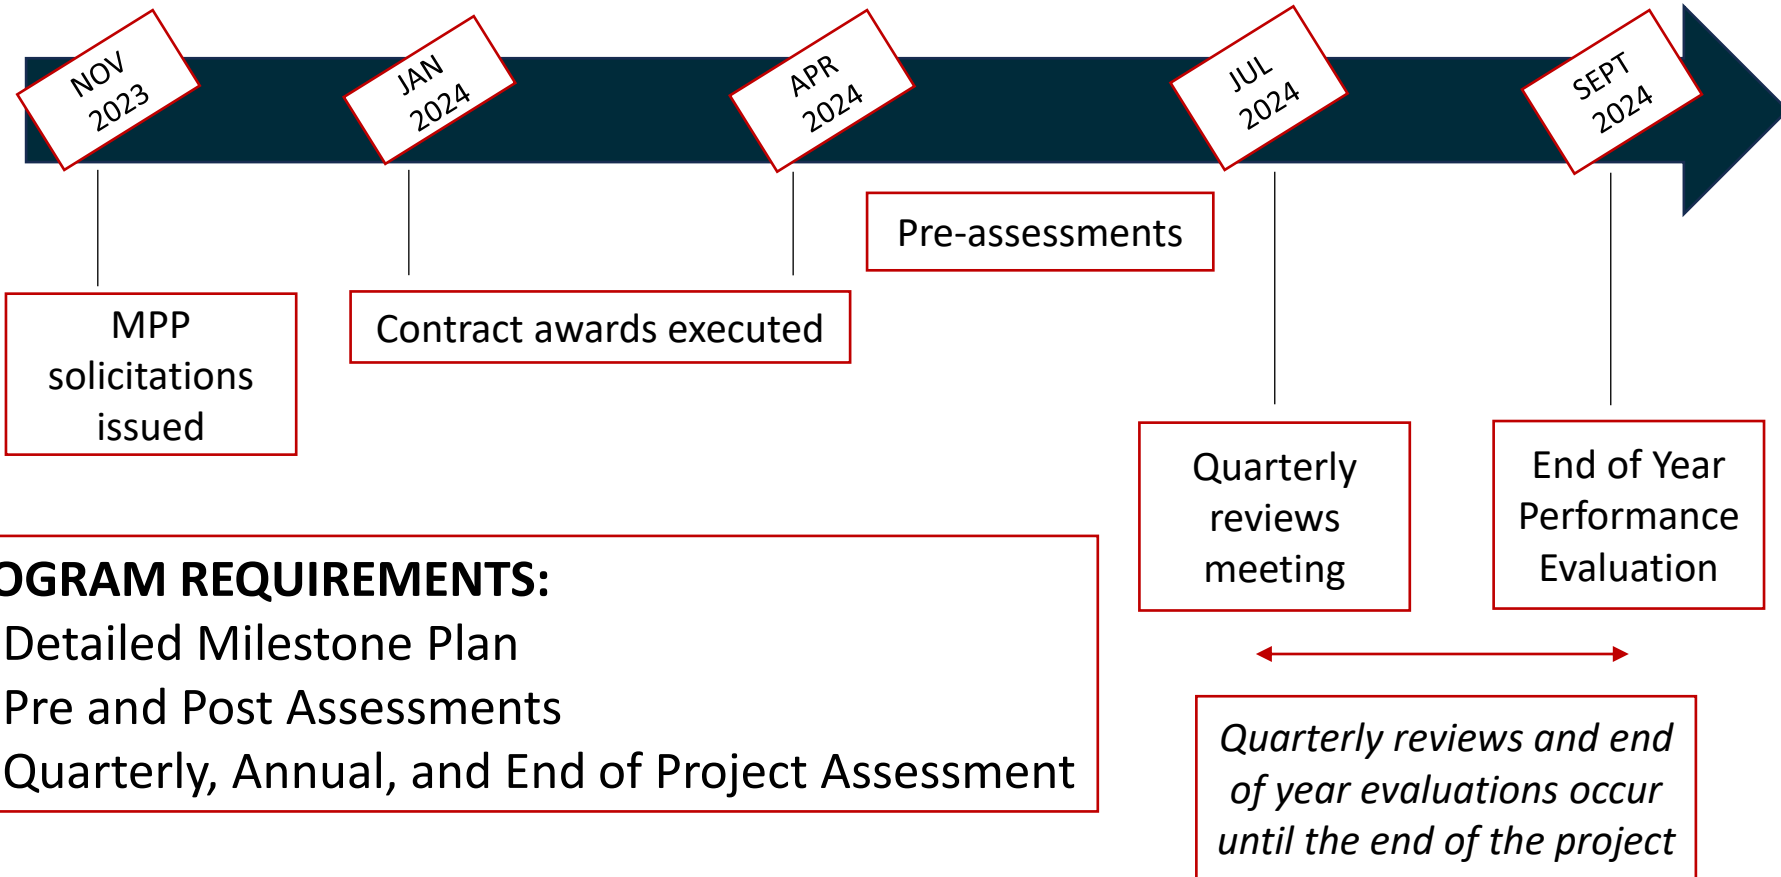 NOV
2023
JAN
2024
APR
2024
JUL
2024
SEPT
2024
Pre-assessments
MPP
solicitations
issued
Contract awards executed
Quarterly
reviews
meeting
End of Year
Performance
Evaluation
OGRAM REQUIREMENTS:
Detailed Milestone Plan
Pre and Post Assessments
Quarterly, Annual, and End of Project Assessment
Quarterly reviews and end
of year evaluations occur
until the end of the project